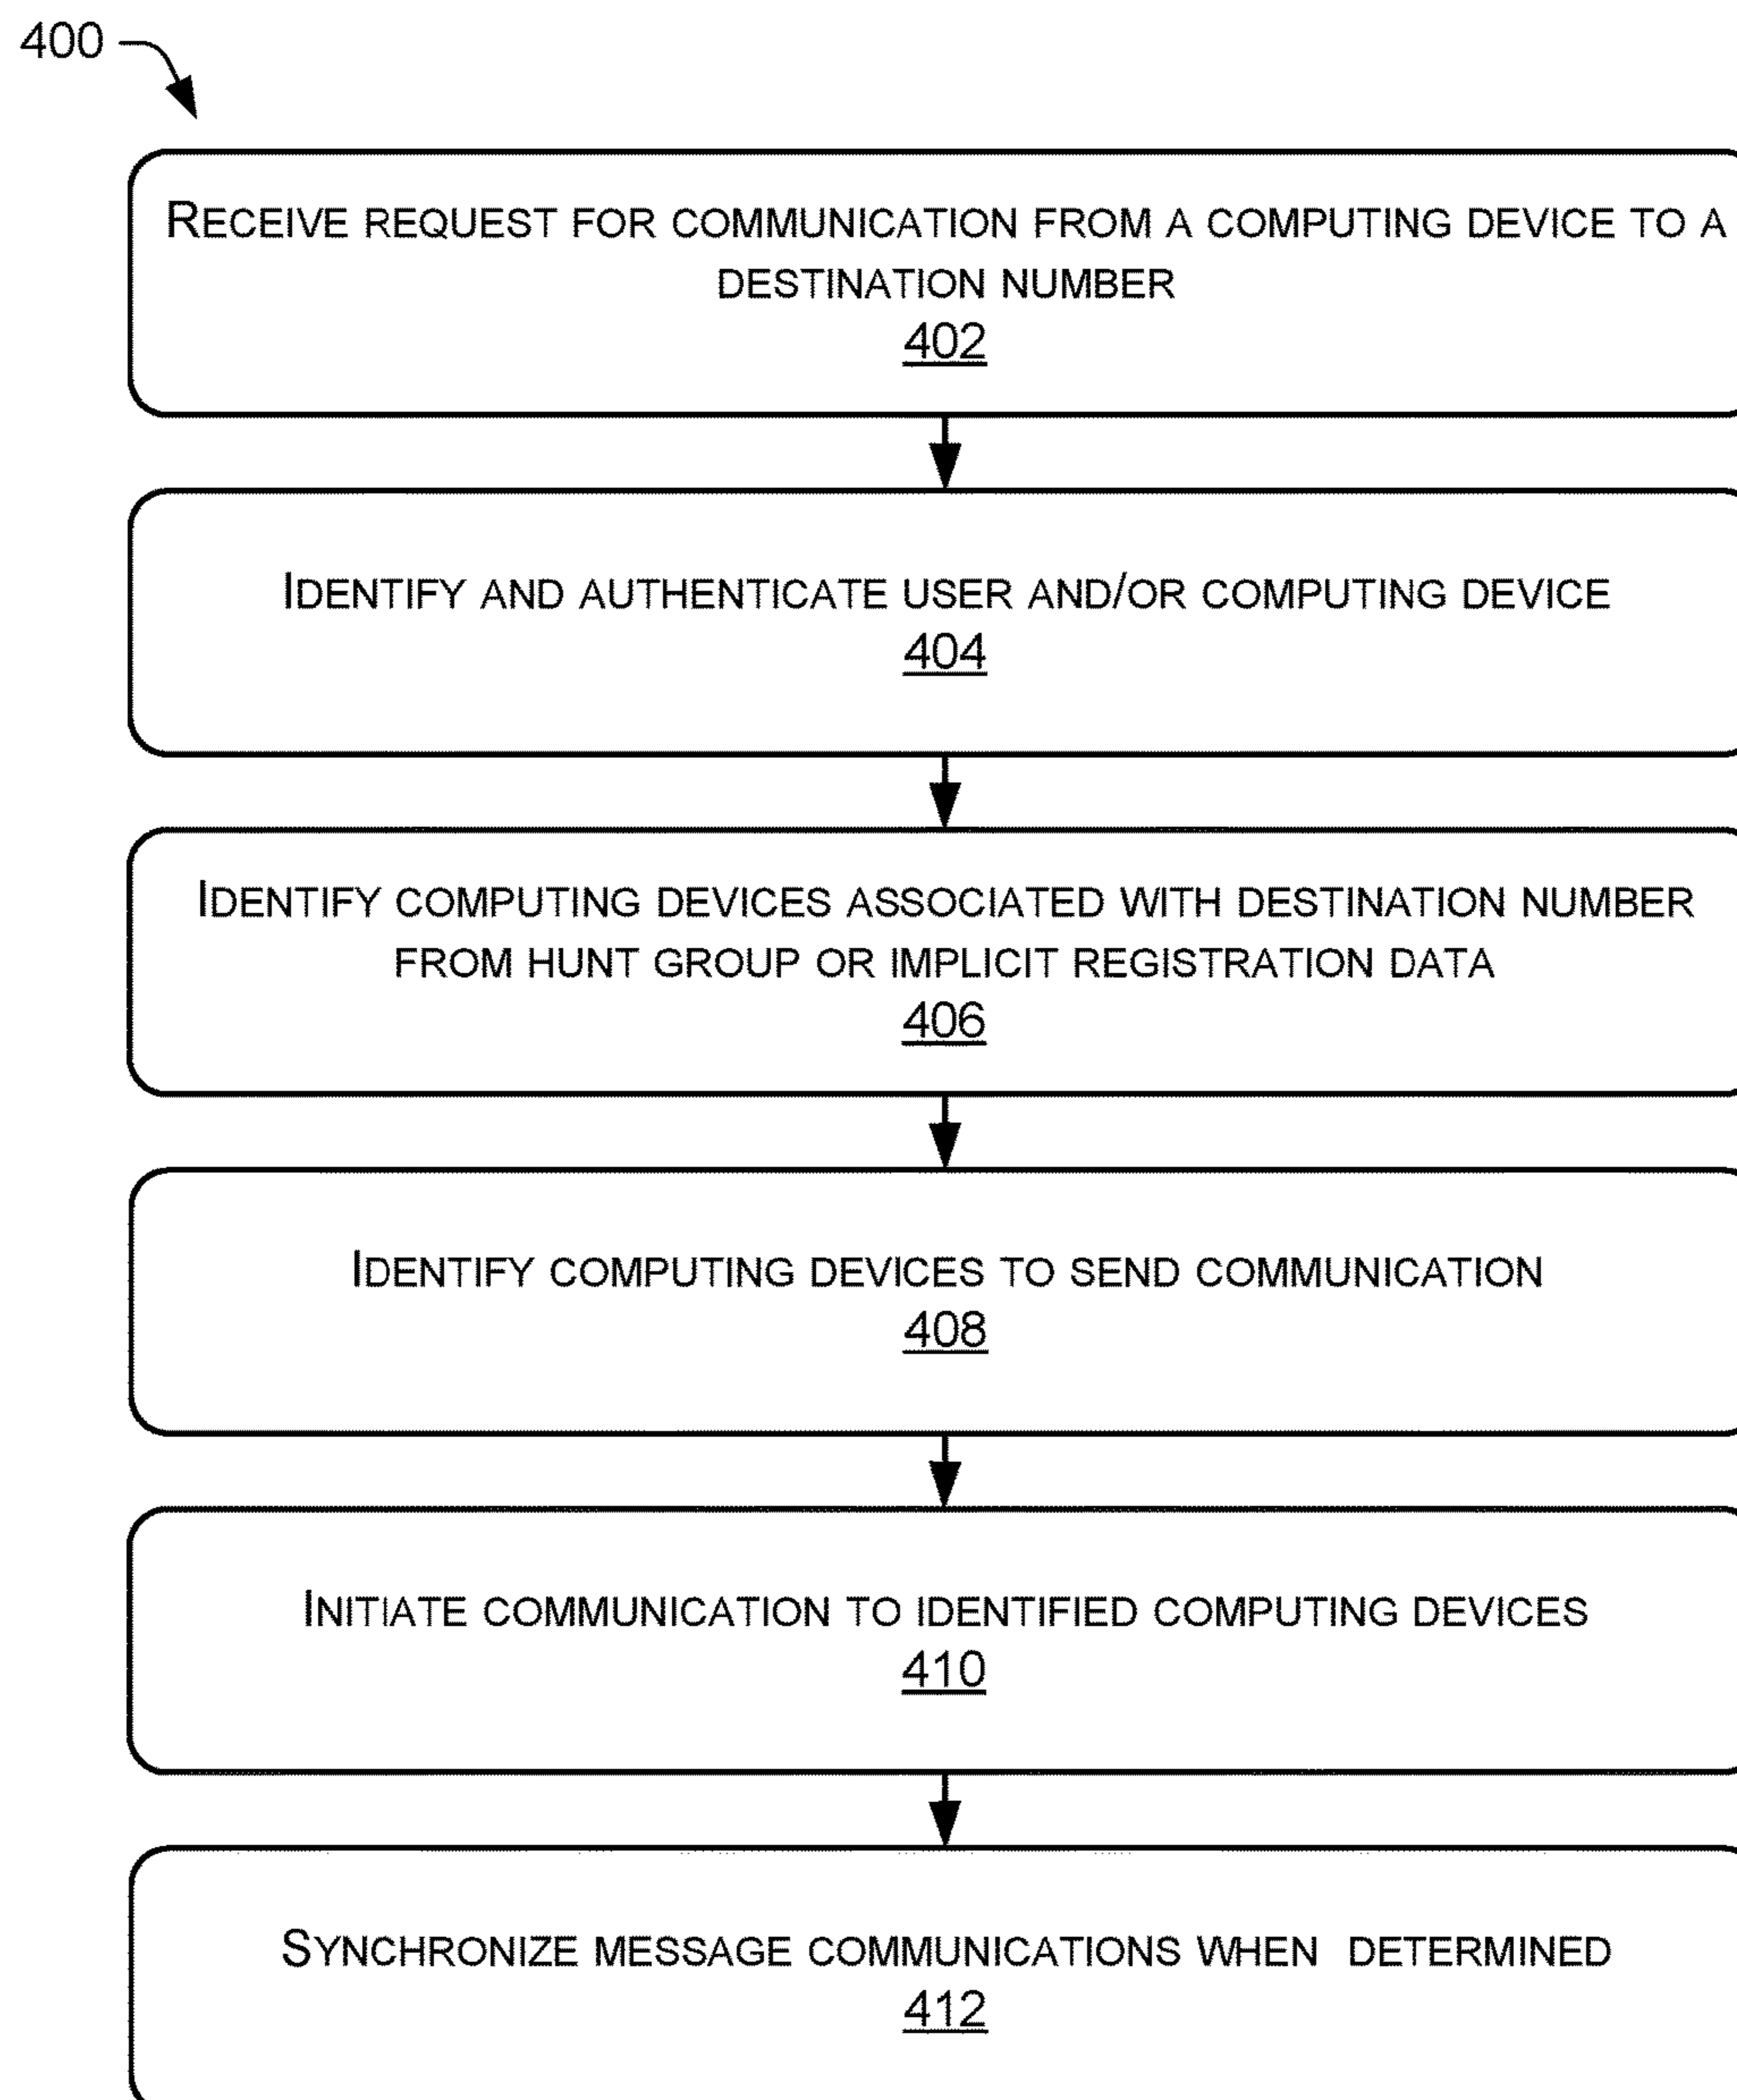 400
RECEIVE REQUEST FOR COMMUNICATION FROM A COMPUTING DEVICE TO A
DESTINATION NUMBER
402
IDENTIFY AND AUTHENTICATE USER AND/OR COMPUTING DEVICE
404
IDENTIFY COMPUTING DEVICES ASSOCIATED WITH DESTINATION NUMBER
FROM HUNT GROUP OR IMPLICIT REGISTRATION DATA
406
IDENTIFY COMPUTING DEVICES TO SEND COMMUNICATION
408
INITIATE COMMUNICATION TO IDENTIFIED COMPUTING DEVICES
410
SYNCHRONIZE MESSAGE COMMUNICATIONS WHEN DETERMINED
412